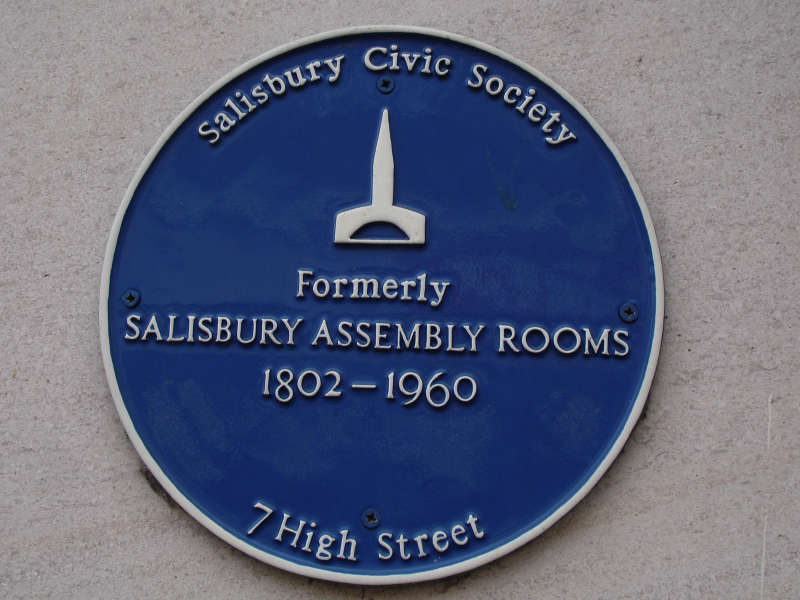 Salisbury Civic Society
Formerly
SALISBURY ASSEMBLY ROOMS
1802 – 1960
7 High Street